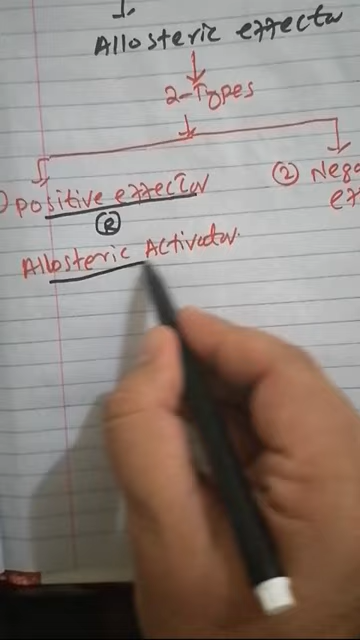 Allosteric effector
2-Types
) positive effector
② Nega
ef
(R)
Allosteric Activator.